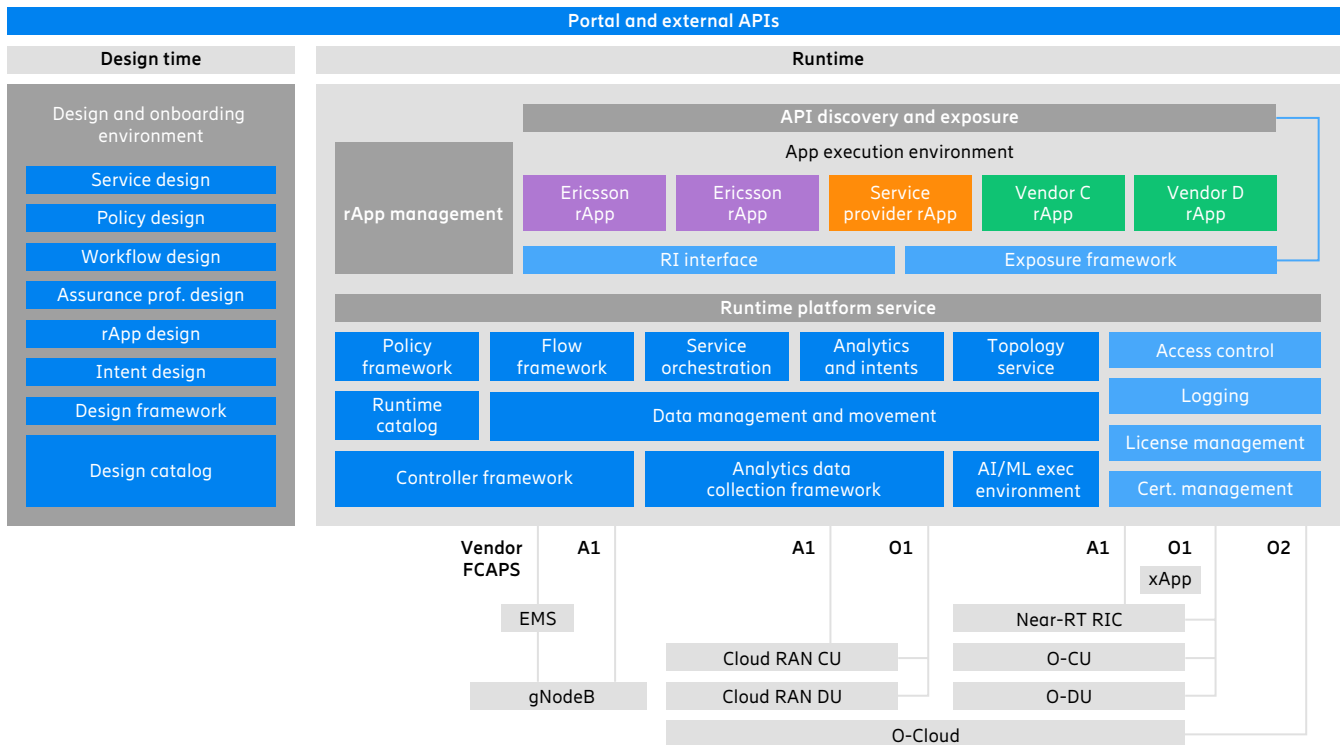 Portal and external APIs
Design time
Runtime
Design and onboarding
environment
Service design
Policy design
Workflow design
Assurance prof. design
rApp design
Intent design
Design framework
Design catalog
API discovery and exposure
App execution environment
rApp management
Ericsson
rApp
Ericsson
rApp
Service
provider rApp
Vendor C
rApp
Vendor D
rApp
RI interface
Exposure framework
Runtime platform service
Policy
framework
Flow
framework
Service
orchestration
Analytics
and intents
Topology
service
Access control
Logging
License management
Cert. management
Runtime
catalog
Data management and movement
Controller framework
Analytics data
collection framework
AI/ML exec
environment
Vendor
FCAPS
A1
A1
O1
A1
O1
O2
xApp
EMS
gNodeB
Cloud RAN CU
Cloud RAN DU
Near-RT RIC
O-CU
O-DU
O-Cloud